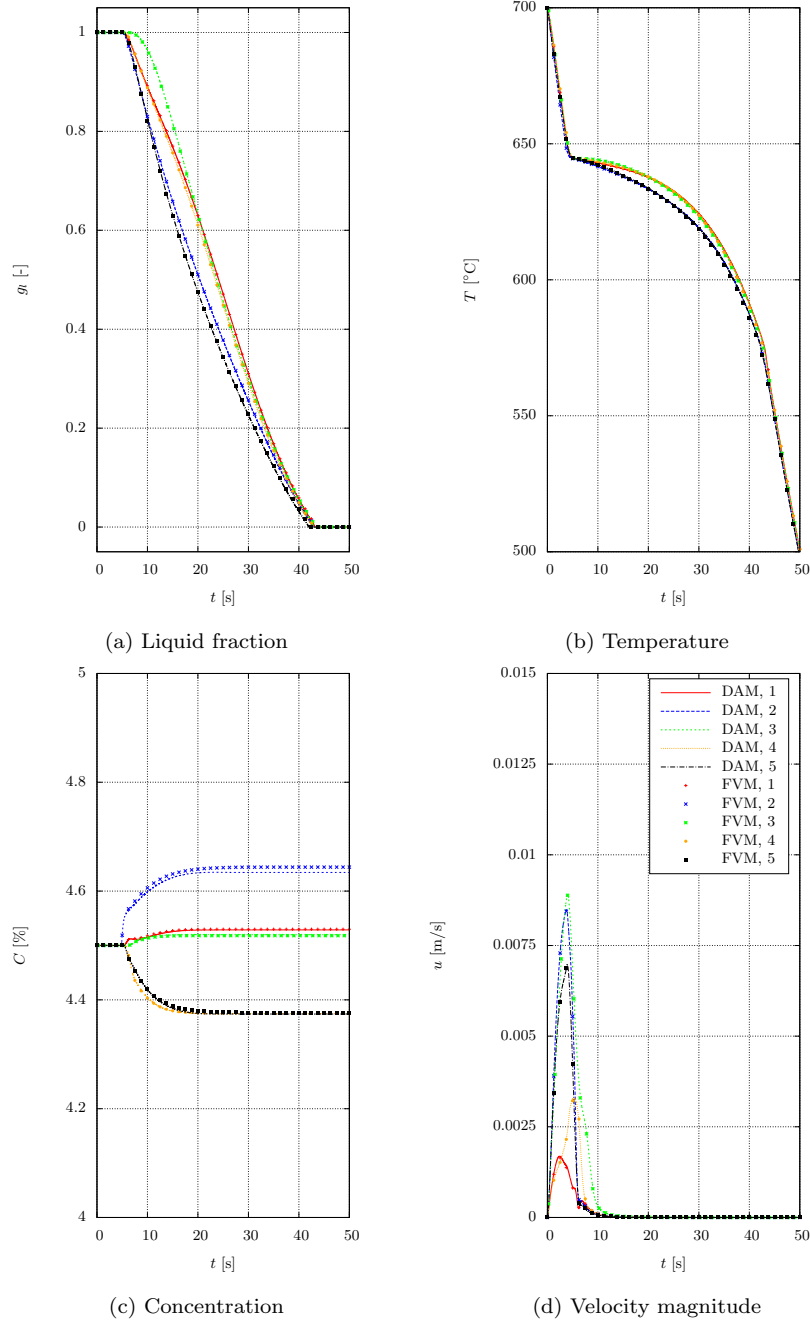 1
0.8
0.6
0.4
0.2
0
0 10 20 30 40 50
g_l [-]
t [s]
(a) Liquid fraction
700
650
600
550
500
0 10 20 30 40 50
T [°C]
t [s]
(b) Temperature
5
4.8
4.6
4.4
4.2
4
0 10 20 30 40 50
C [%]
t [s]
(c) Concentration
0.015
0.0125
0.01
0.0075
0.005
0.0025
0
0 10 20 30 40 50
u [m/s]
t [s]
DAM, 1
DAM, 2
DAM, 3
DAM, 4
DAM, 5
FVM, 1
FVM, 2
FVM, 3
FVM, 4
FVM, 5
(d) Velocity magnitude